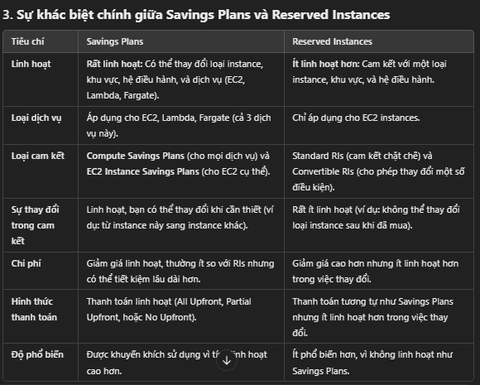 3. Sự khác biệt chính giữa Savings Plans và Reserved Instances
Tiêu chí
Savings Plans
Reserved Instances
Linh hoạt
Rất linh hoạt: Có thể thay đổi loại instance,
khu vực, hệ điều hành, và dịch vụ (EC2,
Lambda, Fargate).
Ít linh hoạt hơn: Cam kết với một loại
instance, khu vực, và hệ điều hành.
Loại dịch vụ
Áp dụng cho EC2, Lambda, Fargate (cả 3 dịch
vụ này).
Chỉ áp dụng cho EC2 instances.
Loại cam kết
Compute Savings Plans (cho mọi dịch vụ) và
EC2 Instance Savings Plans (cho EC2 cụ thể).
Standard RIs (cam kết chặt chẽ) và
Convertible RIs (cho phép thay đổi một số
điều kiện).
Sự thay đổi
trong cam
kết
Linh hoạt, bạn có thể thay đổi khi cần thiết (ví
dụ: từ instance này sang instance khác).
Rất ít linh hoạt (ví dụ: không thể thay đổi
loại instance sau khi đã mua).
Chi phí
Giảm giá linh hoạt, thường ít so với RIs nhưng
có thể tiết kiệm lâu dài hơn.
Giảm giá cao hơn nhưng ít linh hoạt hơn
trong việc thay đổi.
Hình thức
thanh toán
Thanh toán linh hoạt (All Upfront, Partial
Upfront, hoặc No Upfront).
Thanh toán tương tự như Savings Plans
nhưng ít linh hoạt hơn trong việc thay
đổi.
Độ phổ biến
Được khuyến khích sử dụng vì linh hoạt
cao hơn.
Ít phổ biến hơn, vì không linh hoạt như
Savings Plans.